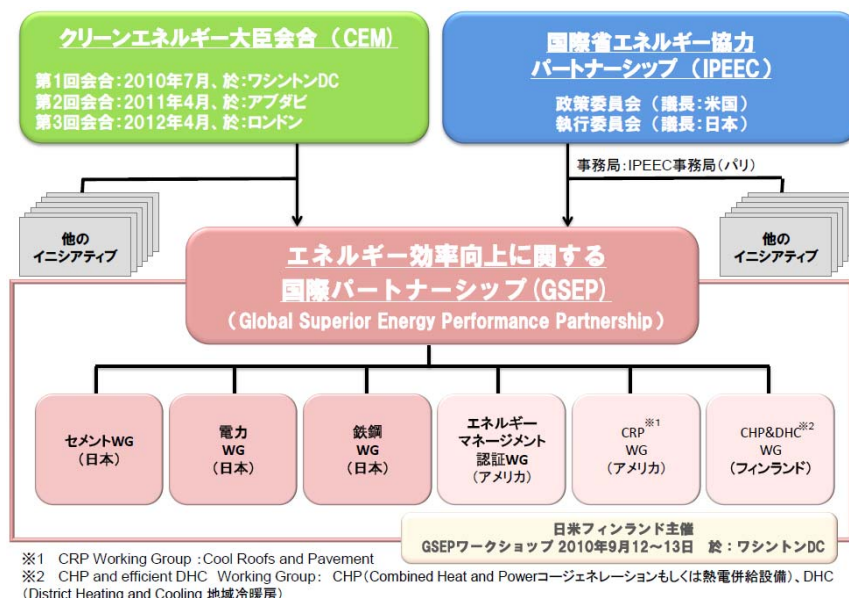 クリーンエネルギー大臣会合（CEM）
第1回会合：2010年7月、於：ワシントンDC
第2回会合：2011年4月、於：アブダビ
第3回会合：2012年4月、於：ロンドン
国際省エネルギー協力
パートナーシップ（IPEEC）
政策委員会（議長：米国）
執行委員会（議長：日本）
事務局：IPEEC事務局（パリ）
他の
イニシアティブ
他の
イニシアティブ
エネルギー効率向上に関する
国際パートナーシップ（GSEP）
（Global Superior Energy Performance Partnership）
セメントWG
（日本）
電力
WG
（日本）
鉄鋼
WG
（日本）
エネルギー
マネージメント
認証WG
（アメリカ）
CRP※1
WG
（アメリカ）
CHP&DHC※2
WG
（フィンランド）
日米フィンランド主催
GSEPワークショップ 2010年9月12～13日　於：ワシントンDC
※1　CRP Working Group ：Cool Roofs and Pavement
※2　CHP and efficient DHC　Working Group： CHP（Combined Heat and Powerコージェネレーションもしくは熱電併給設備）、DHC
（District Heating and Cooling 地域冷暖房）